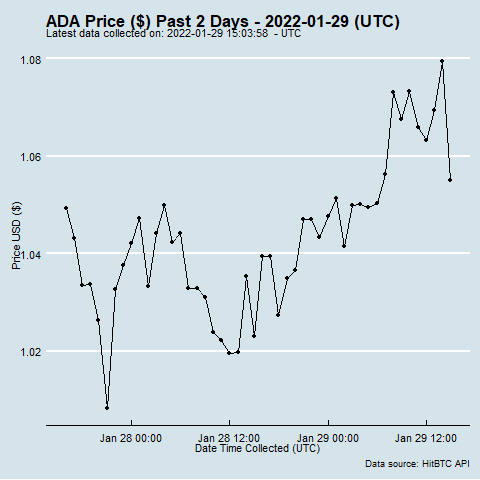 ADA Price ($) Past 2 Days - 2022-01-29 (UTC)
Latest data collected on: 2022-01-29 15:03:58 - UTC
1.08
1.06
1.04
1.02
Price USD ($)
Jan 28 00:00
Jan 28 12:00
Jan 29 00:00
Jan 29 12:00
Date Time Collected (UTC)
Data source: HitBTC API